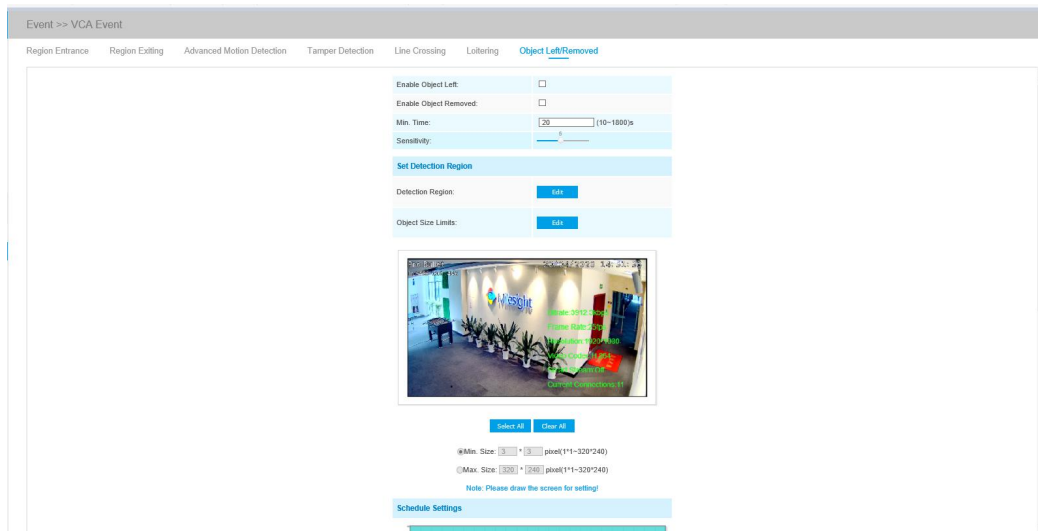 Event >> VCA Event
Region Entrance Region Exiting Advanced Motion Detection Tamper Detection Line Crossing Loitering Object Left/Removed
Enable Object Left:
Enable Object Removed:
Min. Time: 20 (10~1800)s
Sensitivity:
Set Detection Region
Detection Region: Edit
Object Size Limits: Edit
Milesight
Current Connections:11
Select All Clear All
Min. Size: 3 * 3 pixel(1*1~320*240)
Max. Size: 320 * 240 pixel(1*1~320*240)
Note: Please draw the screen for setting!
Schedule Settings